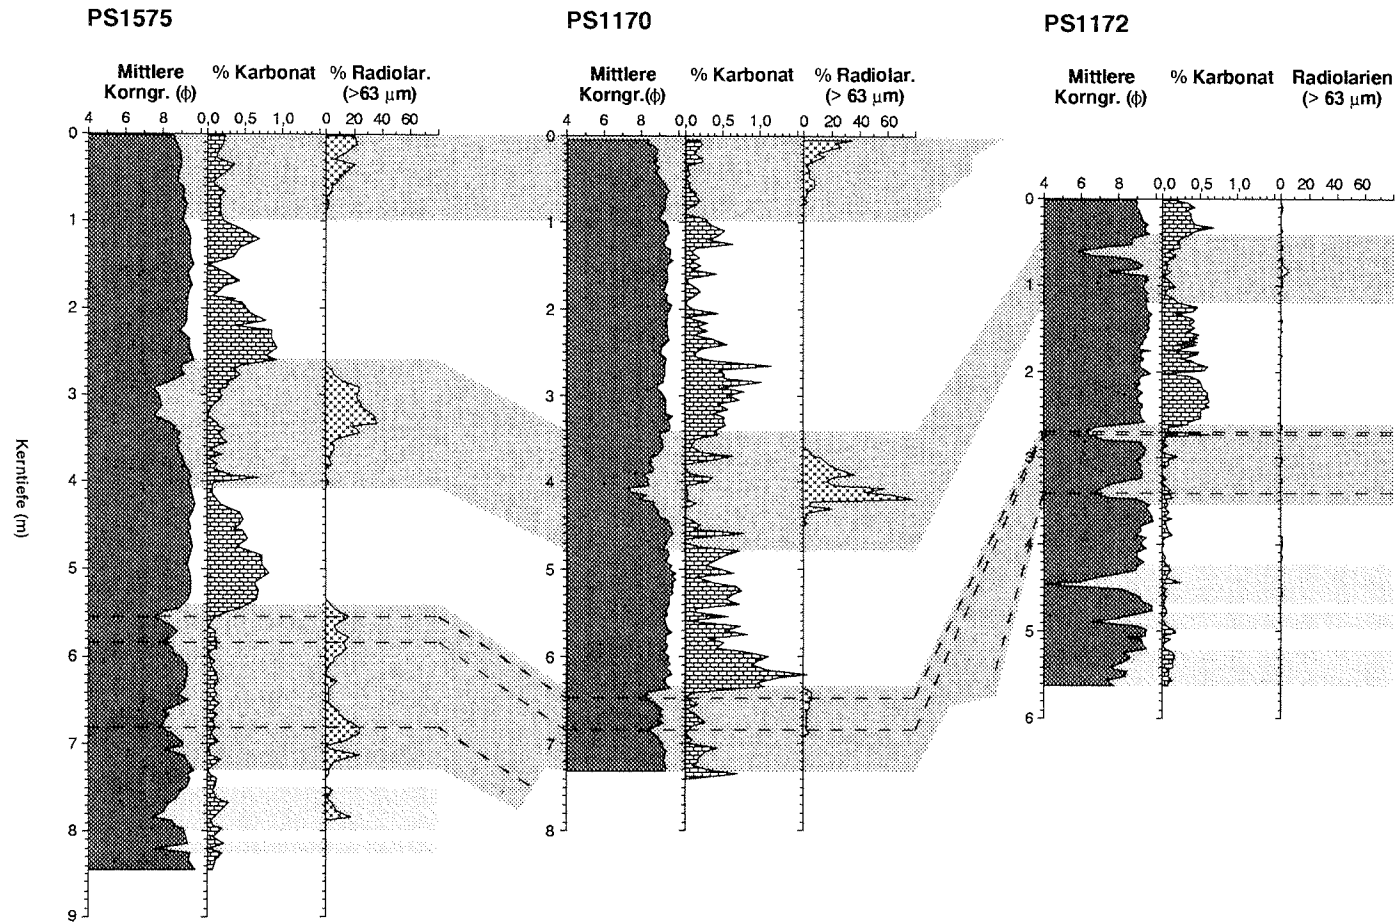 PS1575
Mittlere
Korngr. (ϕ)
% Karbonat
% Radiolar.
(>63 μm)
4 6 8 0,0 0,5 1,0 0 20 40 60
0
1
2
3
4
5
6
7
8
9
Kerntiefe (m)
PS1170
Mittlere
Korngr.(ϕ)
% Karbonat
% Radiolar.
(> 63 μm)
4 6 8 0,0 0,5 1,0 0 20 40 60
0
1
2
3
4
5
6
7
8
PS1172
Mittlere
Korngr. (ϕ)
% Karbonat
Radiolarien
(> 63 μm)
4 6 8 0,0 0,5 1,0 0 20 40 60
0
1
2
5
6